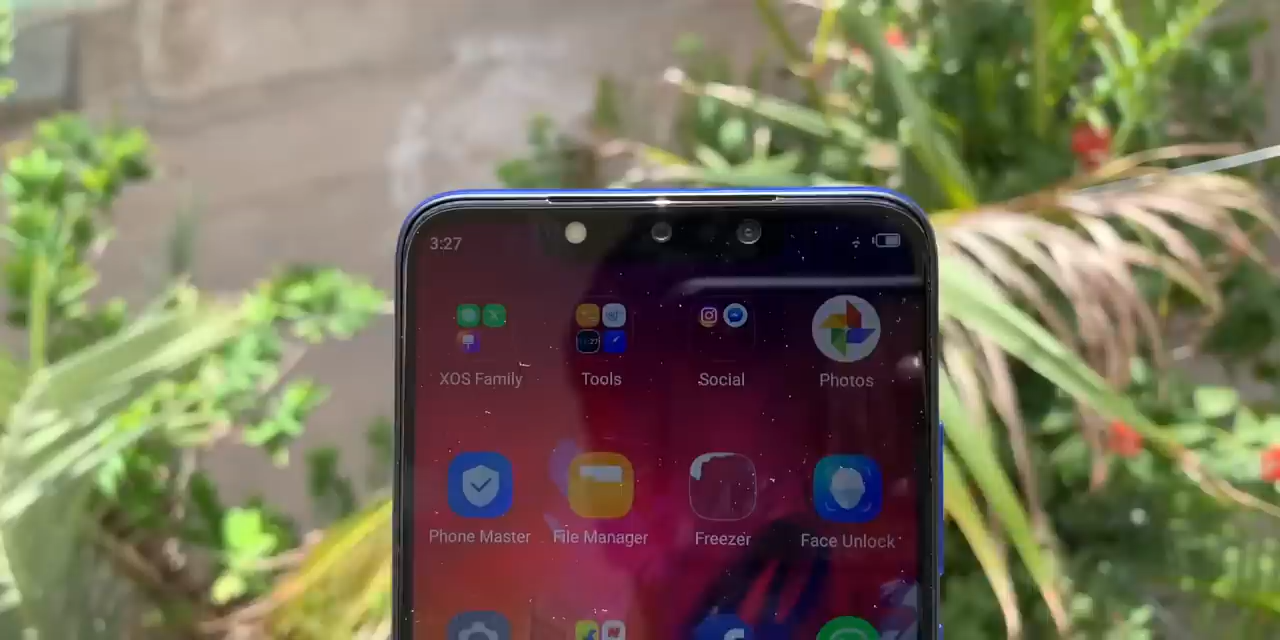 3:27
XOS Family
Tools
Social
Photos
Phone Master
File Manager
Freezer
Face Unlock